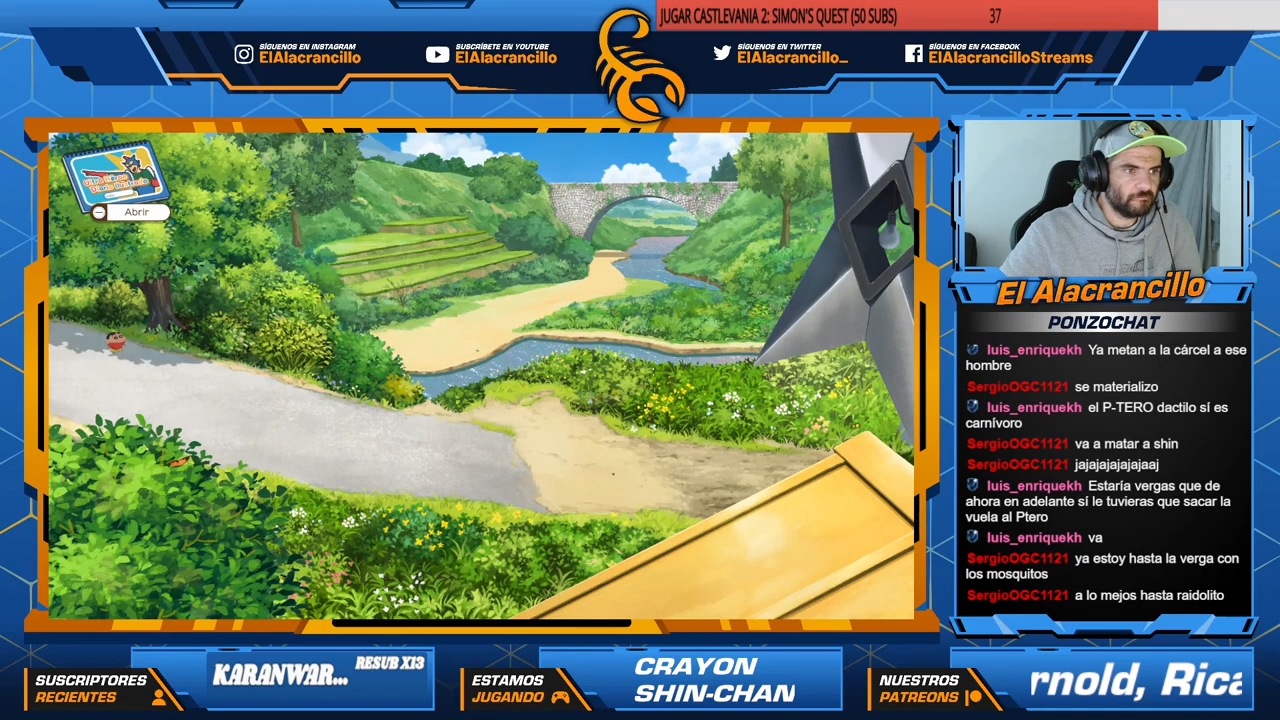 JUGAR CASTLEVANIA 2: SIMON'S QUEST (50 SUBS) 37
SÍGUENOS EN INSTAGRAM
ElAlacrancillo
SUSCRÍBETE EN YOUTUBE
ElAlacrancillo
SÍGUENOS EN TWITTER
ElAlacrancillo_
SÍGUENOS EN FACEBOOK
ElAlacrancilloStreams
Abrir
El Alacrancillo
PONZOCHAT
luis_enriquekh Ya metan a la cárcel a ese
hombre
SergioOGC1121 se materializo
luis_enriquekh el P-TERO dactilo sí es
carnívoro
SergioOGC1121 va a matar a shin
SergioOGC1121 jajajajajajaaj
luis_enriquekh Estaría vergas que de
ahora en adelante sí le tuvieras que sacar la
vuela al Ptero
luis_enriquekh va
SergioOGC1121 ya estoy hasta la verga con
los mosquitos
SergioOGC1121 a lo mejos hasta raidolito
SUSCRIPTORES
RECIENTES
KARANWAR... RESUB X13
ESTAMOS
JUGANDO
CRAYON
SHIN-CHAN
NUESTROS
PATREONS
rnold, Rica